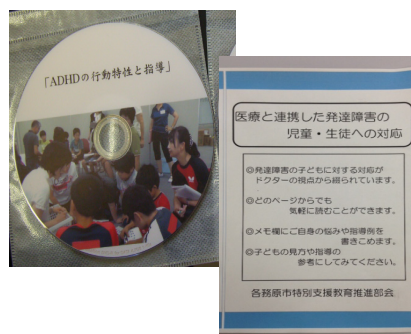 「ADHDの行動特性と指導」
医療と連携した発達障害の
児童・生徒への対応
◎発達障害の子どもに対する対応が
ドクターの視点から綴られています。
◎どのページからでも
気軽に読むことができます。
◎メモ欄にご自身の悩みや指導例を
書きこめます。
◎子どもの見方や指導の
参考にしてみてください。
各務原市特別支援教育推進部会